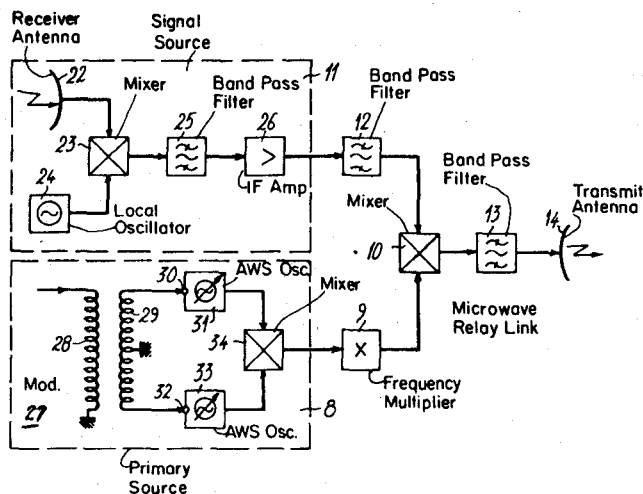 Receiver
Antenna
22
Signal
Source
11
Mixer
Band Pass
Filter
23
25
26
IF Amp
24
Local
Oscillator
12
Band Pass
Filter
Mixer
10
Band Pass
Filter
13
Transmit
Antenna
14
Microwave
Relay Link
30
AWS Osc.
31
Mixer
28
29
34
9
X
Frequency
Multiplier
Mod.
27
32
33
AWS Osc.
8
Primary
Source